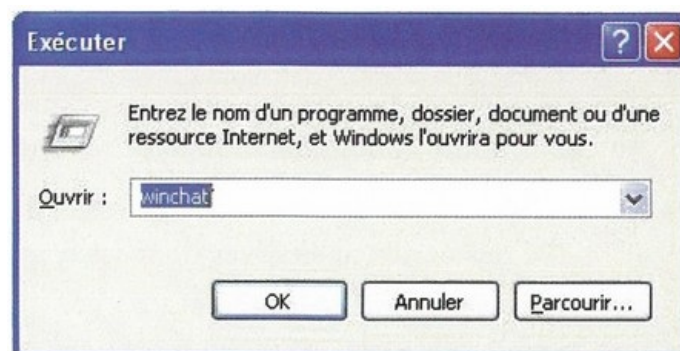 Exécuter
Entrez le nom d'un programme, dossier, document ou d'une
ressource Internet, et Windows l'ouvrira pour vous.
Ouvrir :
winchat
OK
Annuler
Parcourir...